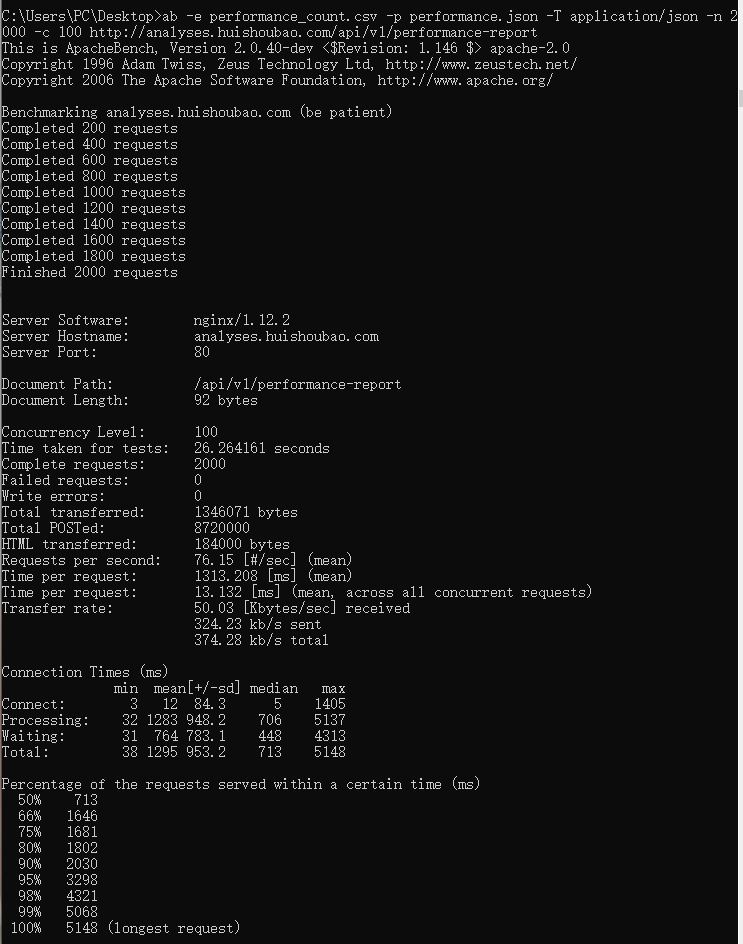 C:\Users\PC\Desktop>ab -e performance_count.csv -p performance.json -T application/json -n 2
000 -c 100 http://analyses.huishoubao.com/api/v1/performance-report
This is ApacheBench, Version 2.0.40-dev <$Revision: 1.146 $> apache-2.0
Copyright 1996 Adam Twiss, Zeus Technology Ltd, http://www.zeustech.net/
Copyright 2006 The Apache Software Foundation, http://www.apache.org/
Benchmarking analyses.huishoubao.com (be patient)
Completed 200 requests
Completed 400 requests
Completed 600 requests
Completed 800 requests
Completed 1000 requests
Completed 1200 requests
Completed 1400 requests
Completed 1600 requests
Completed 1800 requests
Finished 2000 requests
Server Software:        nginx/1.12.2
Server Hostname:        analyses.huishoubao.com
Server Port:            80
Document Path:          /api/v1/performance-report
Document Length:        92 bytes
Concurrency Level:      100
Time taken for tests:   26.264161 seconds
Complete requests:      2000
Failed requests:        0
Write errors:           0
Total transferred:      1346071 bytes
Total POSTed:           8720000
HTML transferred:       184000 bytes
Requests per second:    76.15 [#/sec] (mean)
Time per request:       1313.208 [ms] (mean)
Time per request:       13.132 [ms] (mean, across all concurrent requests)
Transfer rate:          50.03 [Kbytes/sec] received
                        324.23 kb/s sent
                        374.28 kb/s total
Connection Times (ms)
              min  mean[+/-sd] median   max
Connect:        3   12  84.3      5    1405
Processing:    32 1283 948.2    706    5137
Waiting:       31  764 783.1    448    4313
Total:         38 1295 953.2    713    5148
Percentage of the requests served within a certain time (ms)
  50%    713
  66%   1646
  75%   1681
  80%   1802
  90%   2030
  95%   3298
  98%   4321
  99%   5068
 100%   5148 (longest request)